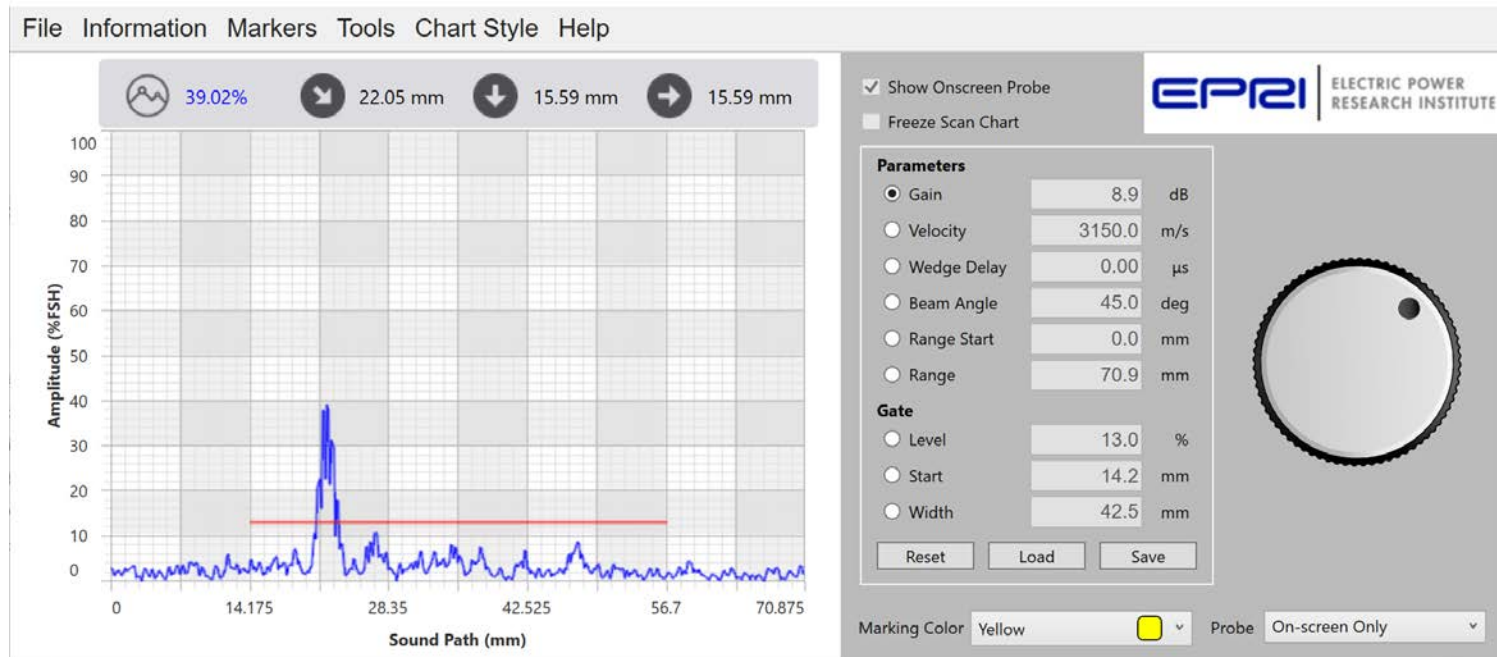 File Information Markers Tools Chart Style Help
39.02% 22.05 mm 15.59 mm 15.59 mm
Show Onscreen Probe
Freeze Scan Chart
EPRI ELECTRIC POWER
RESEARCH INSTITUTE
100
90
80
70
60
50
40
30
20
10
0
Amplitude (%FSH)
0 14.175 28.35 42.525 56.7 70.875
Sound Path (mm)
Parameters
Gain 8.9 dB
Velocity 3150.0 m/s
Wedge Delay 0.00 µs
Beam Angle 45.0 deg
Range Start 0.0 mm
Range 70.9 mm
Gate
Level 13.0 %
Start 14.2 mm
Width 42.5 mm
Reset Load Save
Marking Color Yellow Probe On-screen Only